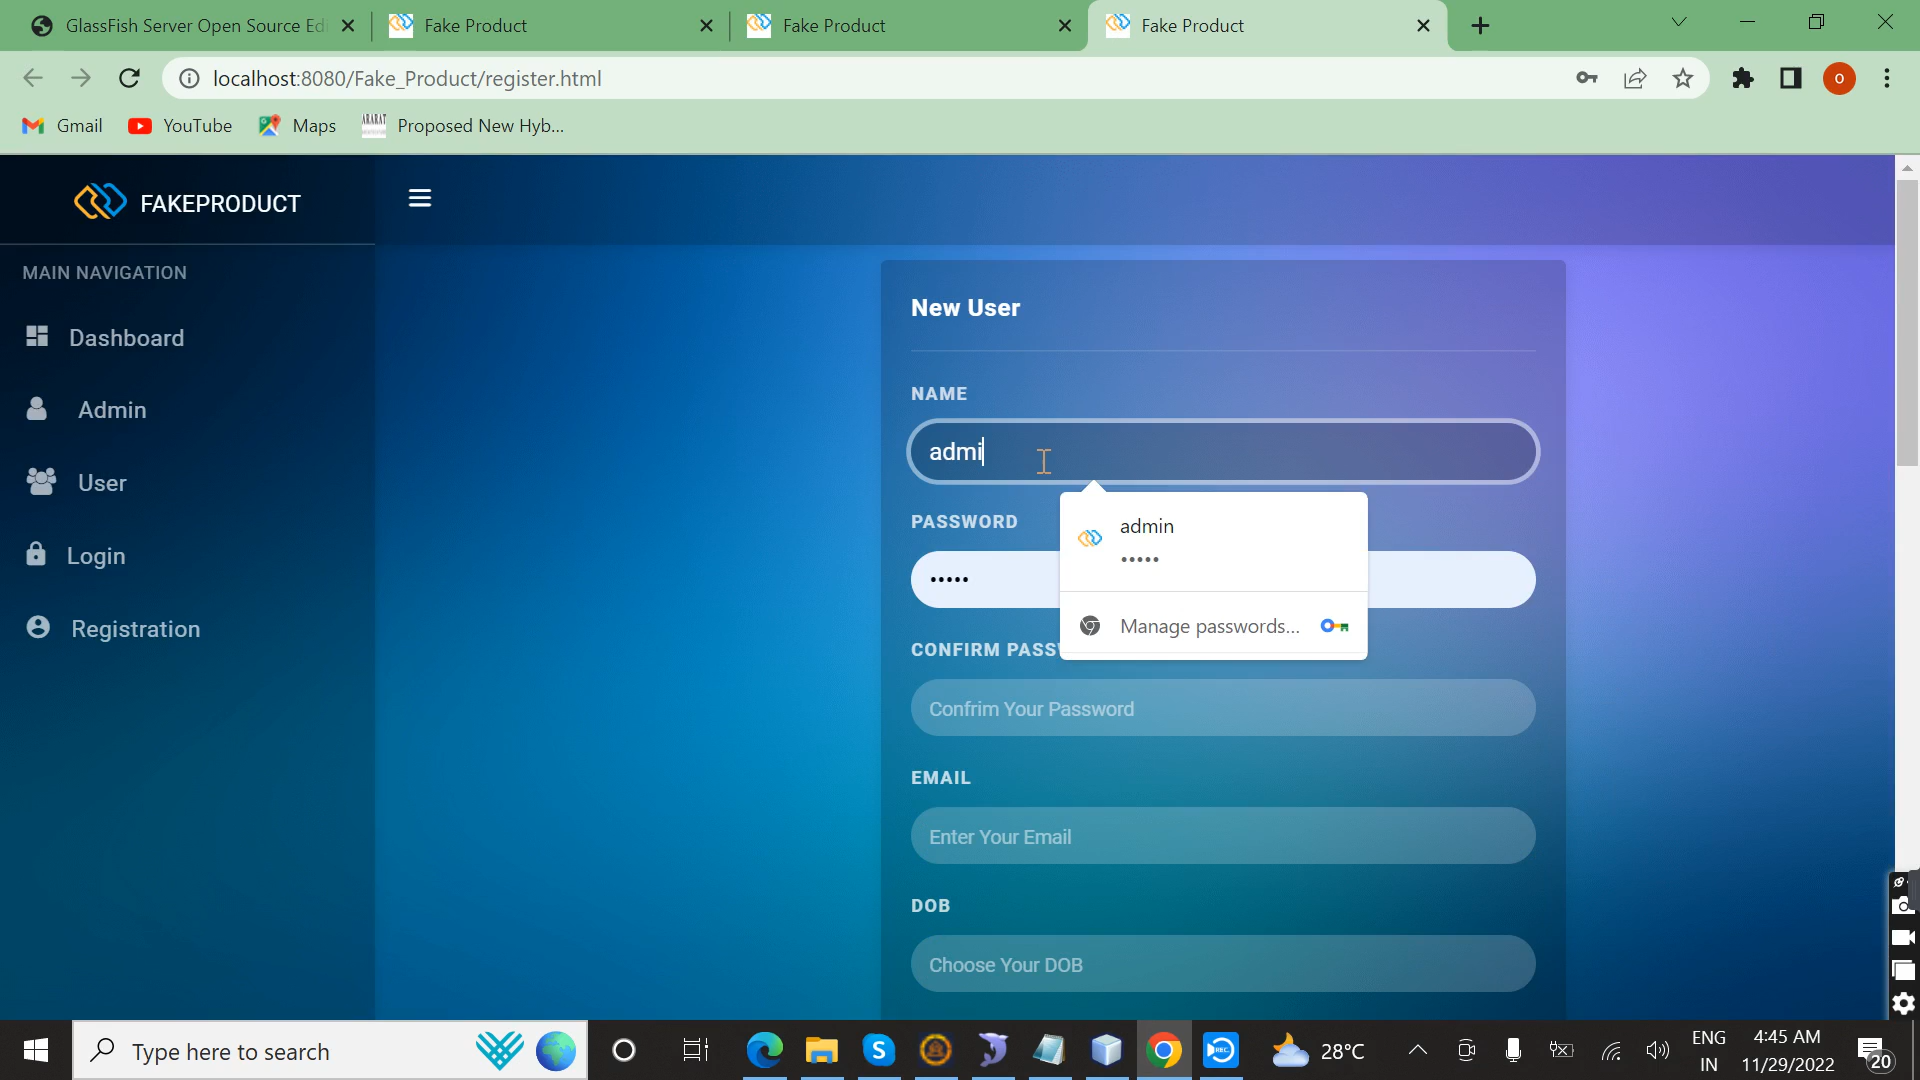 GlassFish Server Open Source Edi
Fake Product
Fake Product
Fake Product
localhost:8080/Fake_Product/register.html
o
Gmail
YouTube
Maps
ARARAT
Proposed New Hyb...
FAKEPRODUCT
MAIN NAVIGATION
Dashboard
Admin
User
Login
Registration
New User
NAME
admi
PASSWORD
•••••
admin
•••••
Manage passwords...
CONFIRM PASS
Confrim Your Password
EMAIL
Enter Your Email
DOB
Choose Your DOB
Type here to search
S
REC
28°C
ENG
IN
4:45 AM
11/29/2022
20